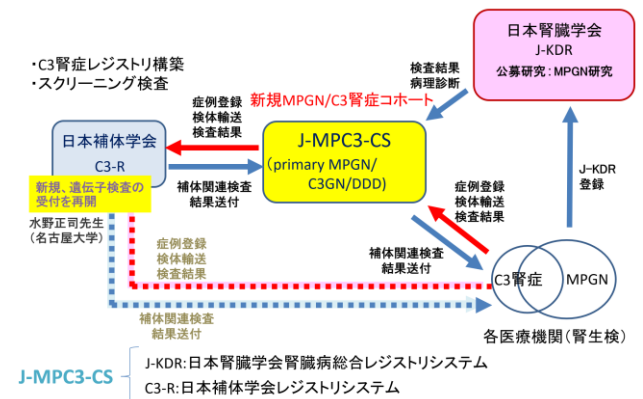 日本腎臓学会
J-KDR
公募研究：MPGN研究
・C3腎症レジストリ構築
・スクリーニング検査
検査結果
病理診断
症例登録
検体輸送
検査結果
新規MPGN/C3腎症コホート
日本補体学会
C3-R
J-MPC3-CS
（primary MPGN/
C3GN/DDD)
補体関連検査
結果送付
新規、遺伝子検査の
受付を再開
水野正司先生
（名古屋大学）
J-KDR
登録
症例登録
検体輸送
検査結果
補体関連検査
結果送付
症例登録
検体輸送
検査結果
C3腎症
MPGN
補体関連検査
結果送付
各医療機関（腎生検）
J-MPC3-CS
J-KDR:日本腎臓学会腎臓病総合レジストリシステム
C3-R:日本補体学会レジストリシステム